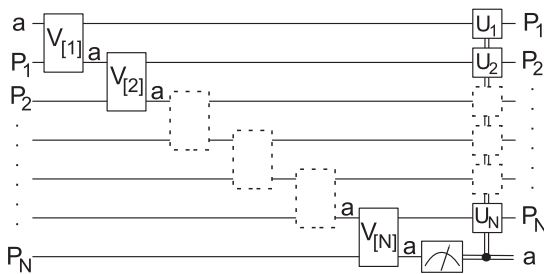 a V[1] U1 P1
P1 a V[2] U2 P2
P2 a
a V[N] UN PN
PN a a